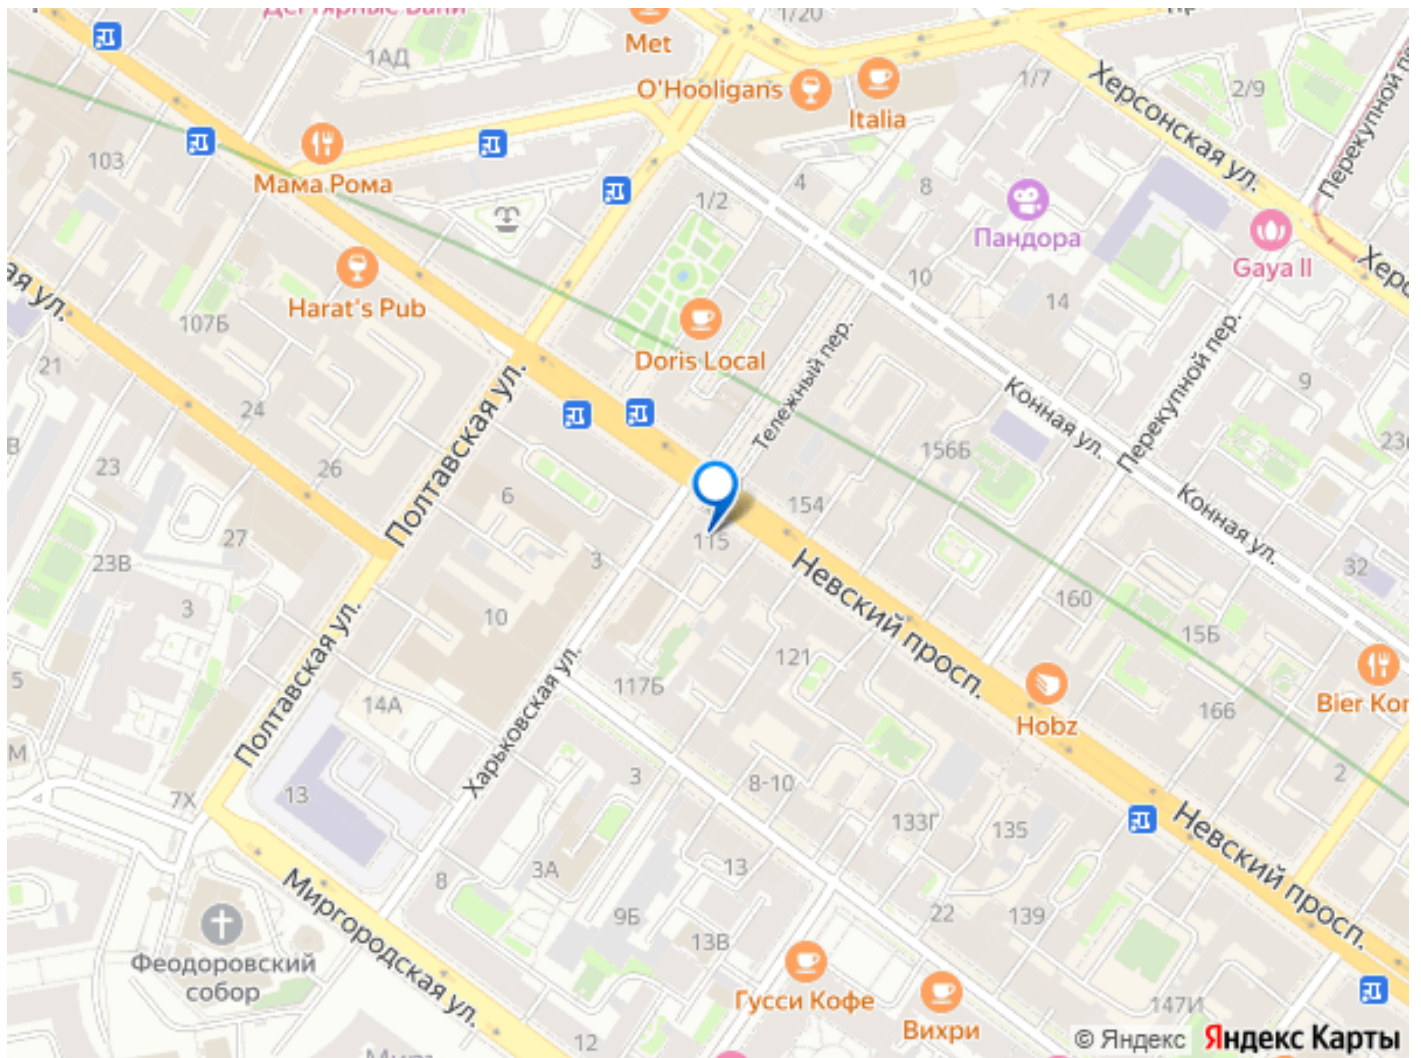 Дегтярные Бани
1/20
Met
1АД
O'Hooligans
Italia
1/7
2/9
Херсонская ул.
Перекупной
103
Мама Рома
1/2
4
8
Пандора
Gaya II
Harat's Pub
ая ул.
107Б
10
14
Doris Local
Тележный пер.
Перекупной пер.
21
9
24
Конная ул.
Полтавская ул.
156Б
23
26
6
154
Конная ул.
27
115
23В
3
Невский просп.
32
3
10
160
15Б
Полтавская ул.
121
5
117Б
14А
Hobz
166
Харьковская ул.
М
3
8-10
2
7Х
13
133Г
135
Невский просп.
13
3А
8
Миргородская ул.
9Б
22
139
13В
Феодоровский
собор
Гусси Кофе
Вихри
147И
12
© Яндекс Яндекс Карты